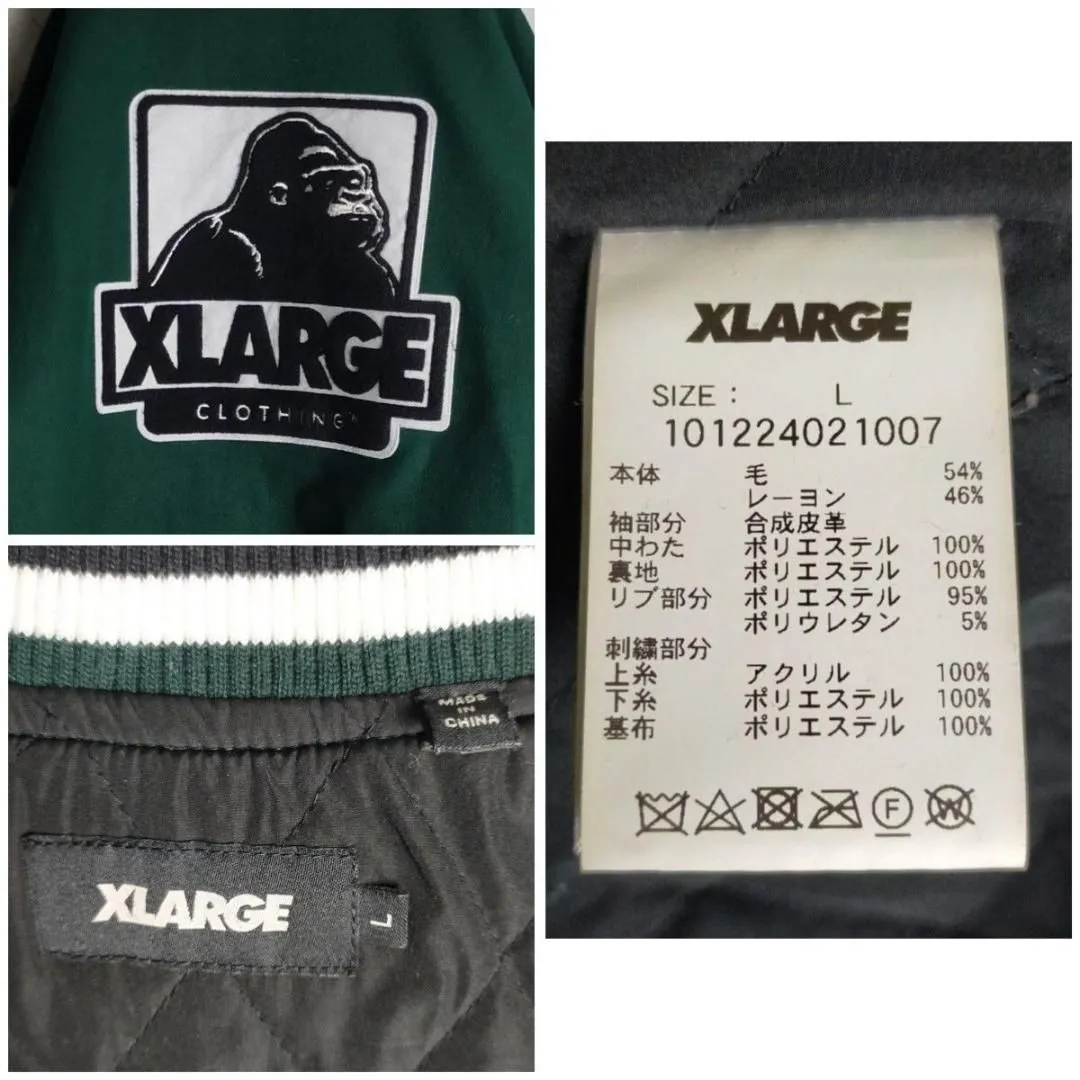 XLARGE
CLOTHING
MADE
IN
CHINA
XLARGE
L
XLARGE
SIZE : L
101224021007
本体 毛 54%
レーヨン 46%
袖部分 合成皮革
中わた ポリエステル 100%
裏地 ポリエステル 100%
リブ部分 ポリエステル 95%
ポリウレタン 5%
刺繍部分
上糸 アクリル 100%
下糸 ポリエステル 100%
基布 ポリエステル 100%
F
W